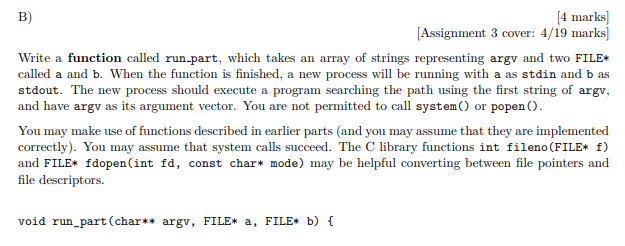 B) [4 marks]
[Assignment 3 cover: 4/19 marks]
Write a function called run_part, which takes an array of strings representing argv and two FILE*
called a and b. When the function is finished, a new process will be running with a as stdin and b as
stdout. The new process should execute a program searching the path using the first string of argv,
and have argv as its argument vector. You are not permitted to call system() or popen().
You may make use of functions described in earlier parts (and you may assume that they are implemented
correctly). You may assume that system calls succeed. The C library functions int fileno(FILE* f)
and FILE* fdopen(int fd, const char* mode) may be helpful converting between file pointers and
file descriptors.
void run_part(char** argv, FILE* a, FILE* b) {